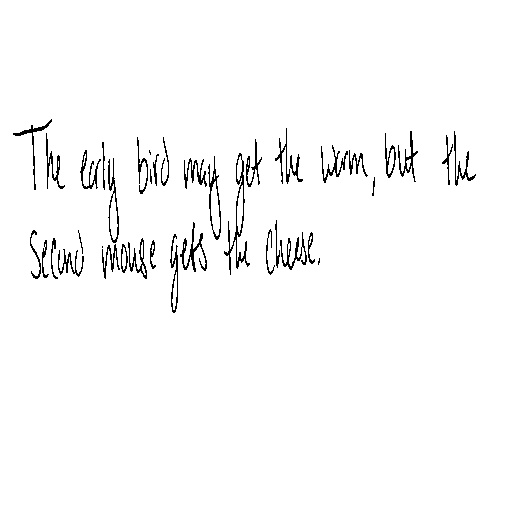 The early bird may get the worm, but the
second mouse gets the cheese.